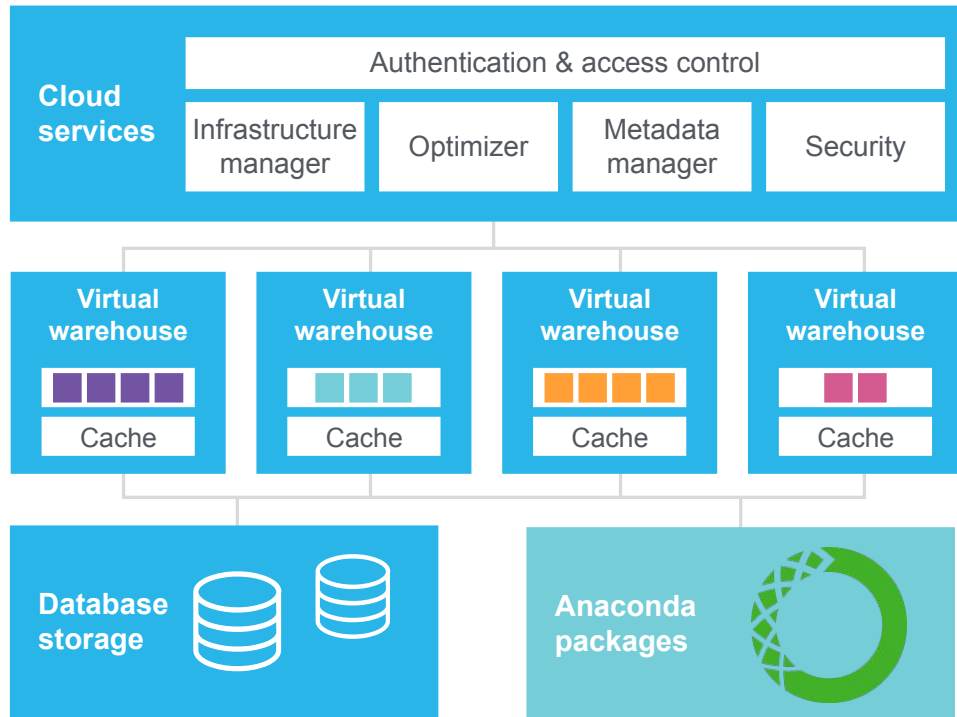 Cloud
services
Authentication & access control
Infrastructure
manager
Optimizer
Metadata
manager
Security
Virtual
warehouse
Cache
Virtual
warehouse
Cache
Virtual
warehouse
Cache
Virtual
warehouse
Cache
Database
storage
Anaconda
packages